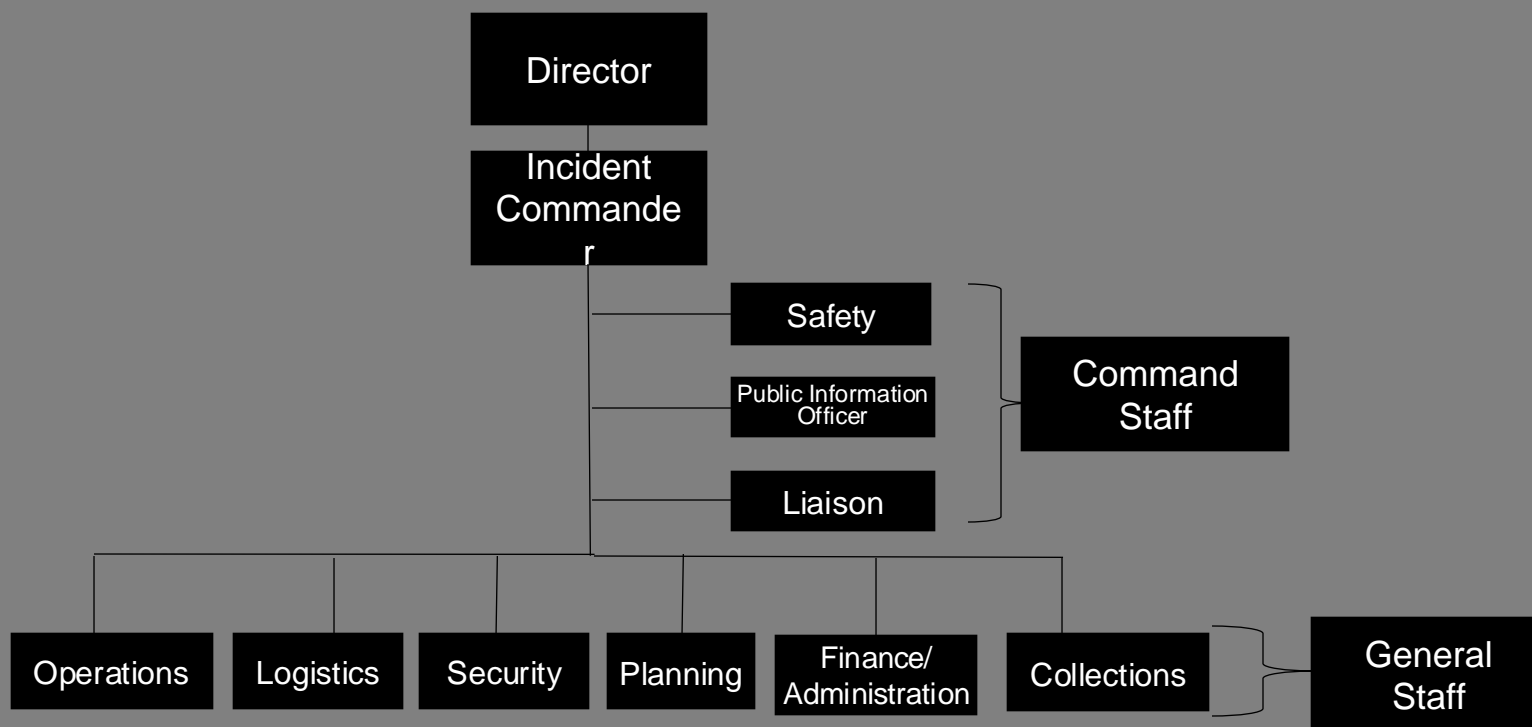 Director
Incident
Commande
r
Safety
Public Information
Officer
Command
Staff
Liaison
Operations
Logistics
Security
Planning
Finance/
Administration
Collections
General
Staff